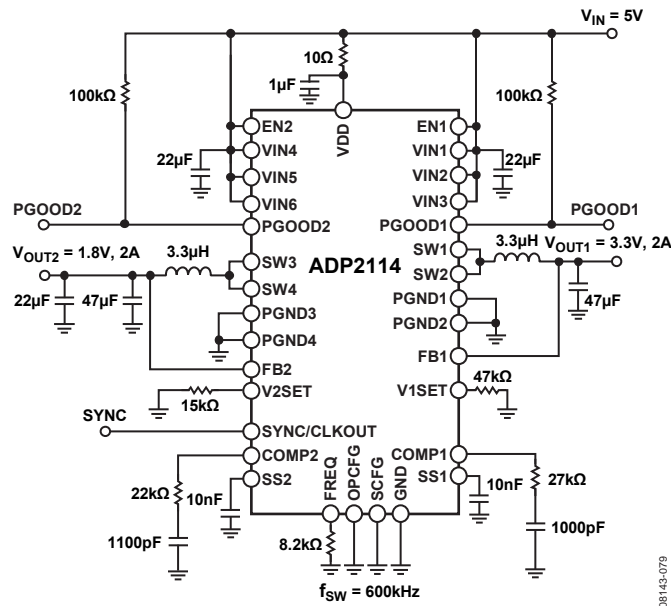 VIN = 5V
10Ω
1µF
100kΩ
100kΩ
VDD
EN2
EN1
VIN4
VIN1
22µF
22µF
VIN5
VIN2
VIN6
VIN3
PGOOD2
PGOOD2
PGOOD1
PGOOD1
VOUT2 = 1.8V, 2A
3.3µH
SW3
ADP2114
SW1
3.3µH
VOUT1 = 3.3V, 2A
SW4
SW2
22µF
47µF
47µF
PGND3
PGND1
PGND4
PGND2
FB2
FB1
V2SET
V1SET
47kΩ
15kΩ
SYNC
SYNC/CLKOUT
COMP2
COMP1
SS2
SS1
FREQ
OPCFG
SCFG
GND
22kΩ
10nF
10nF
27kΩ
1100pF
8.2kΩ
1000pF
fSW = 600kHz
08143-079